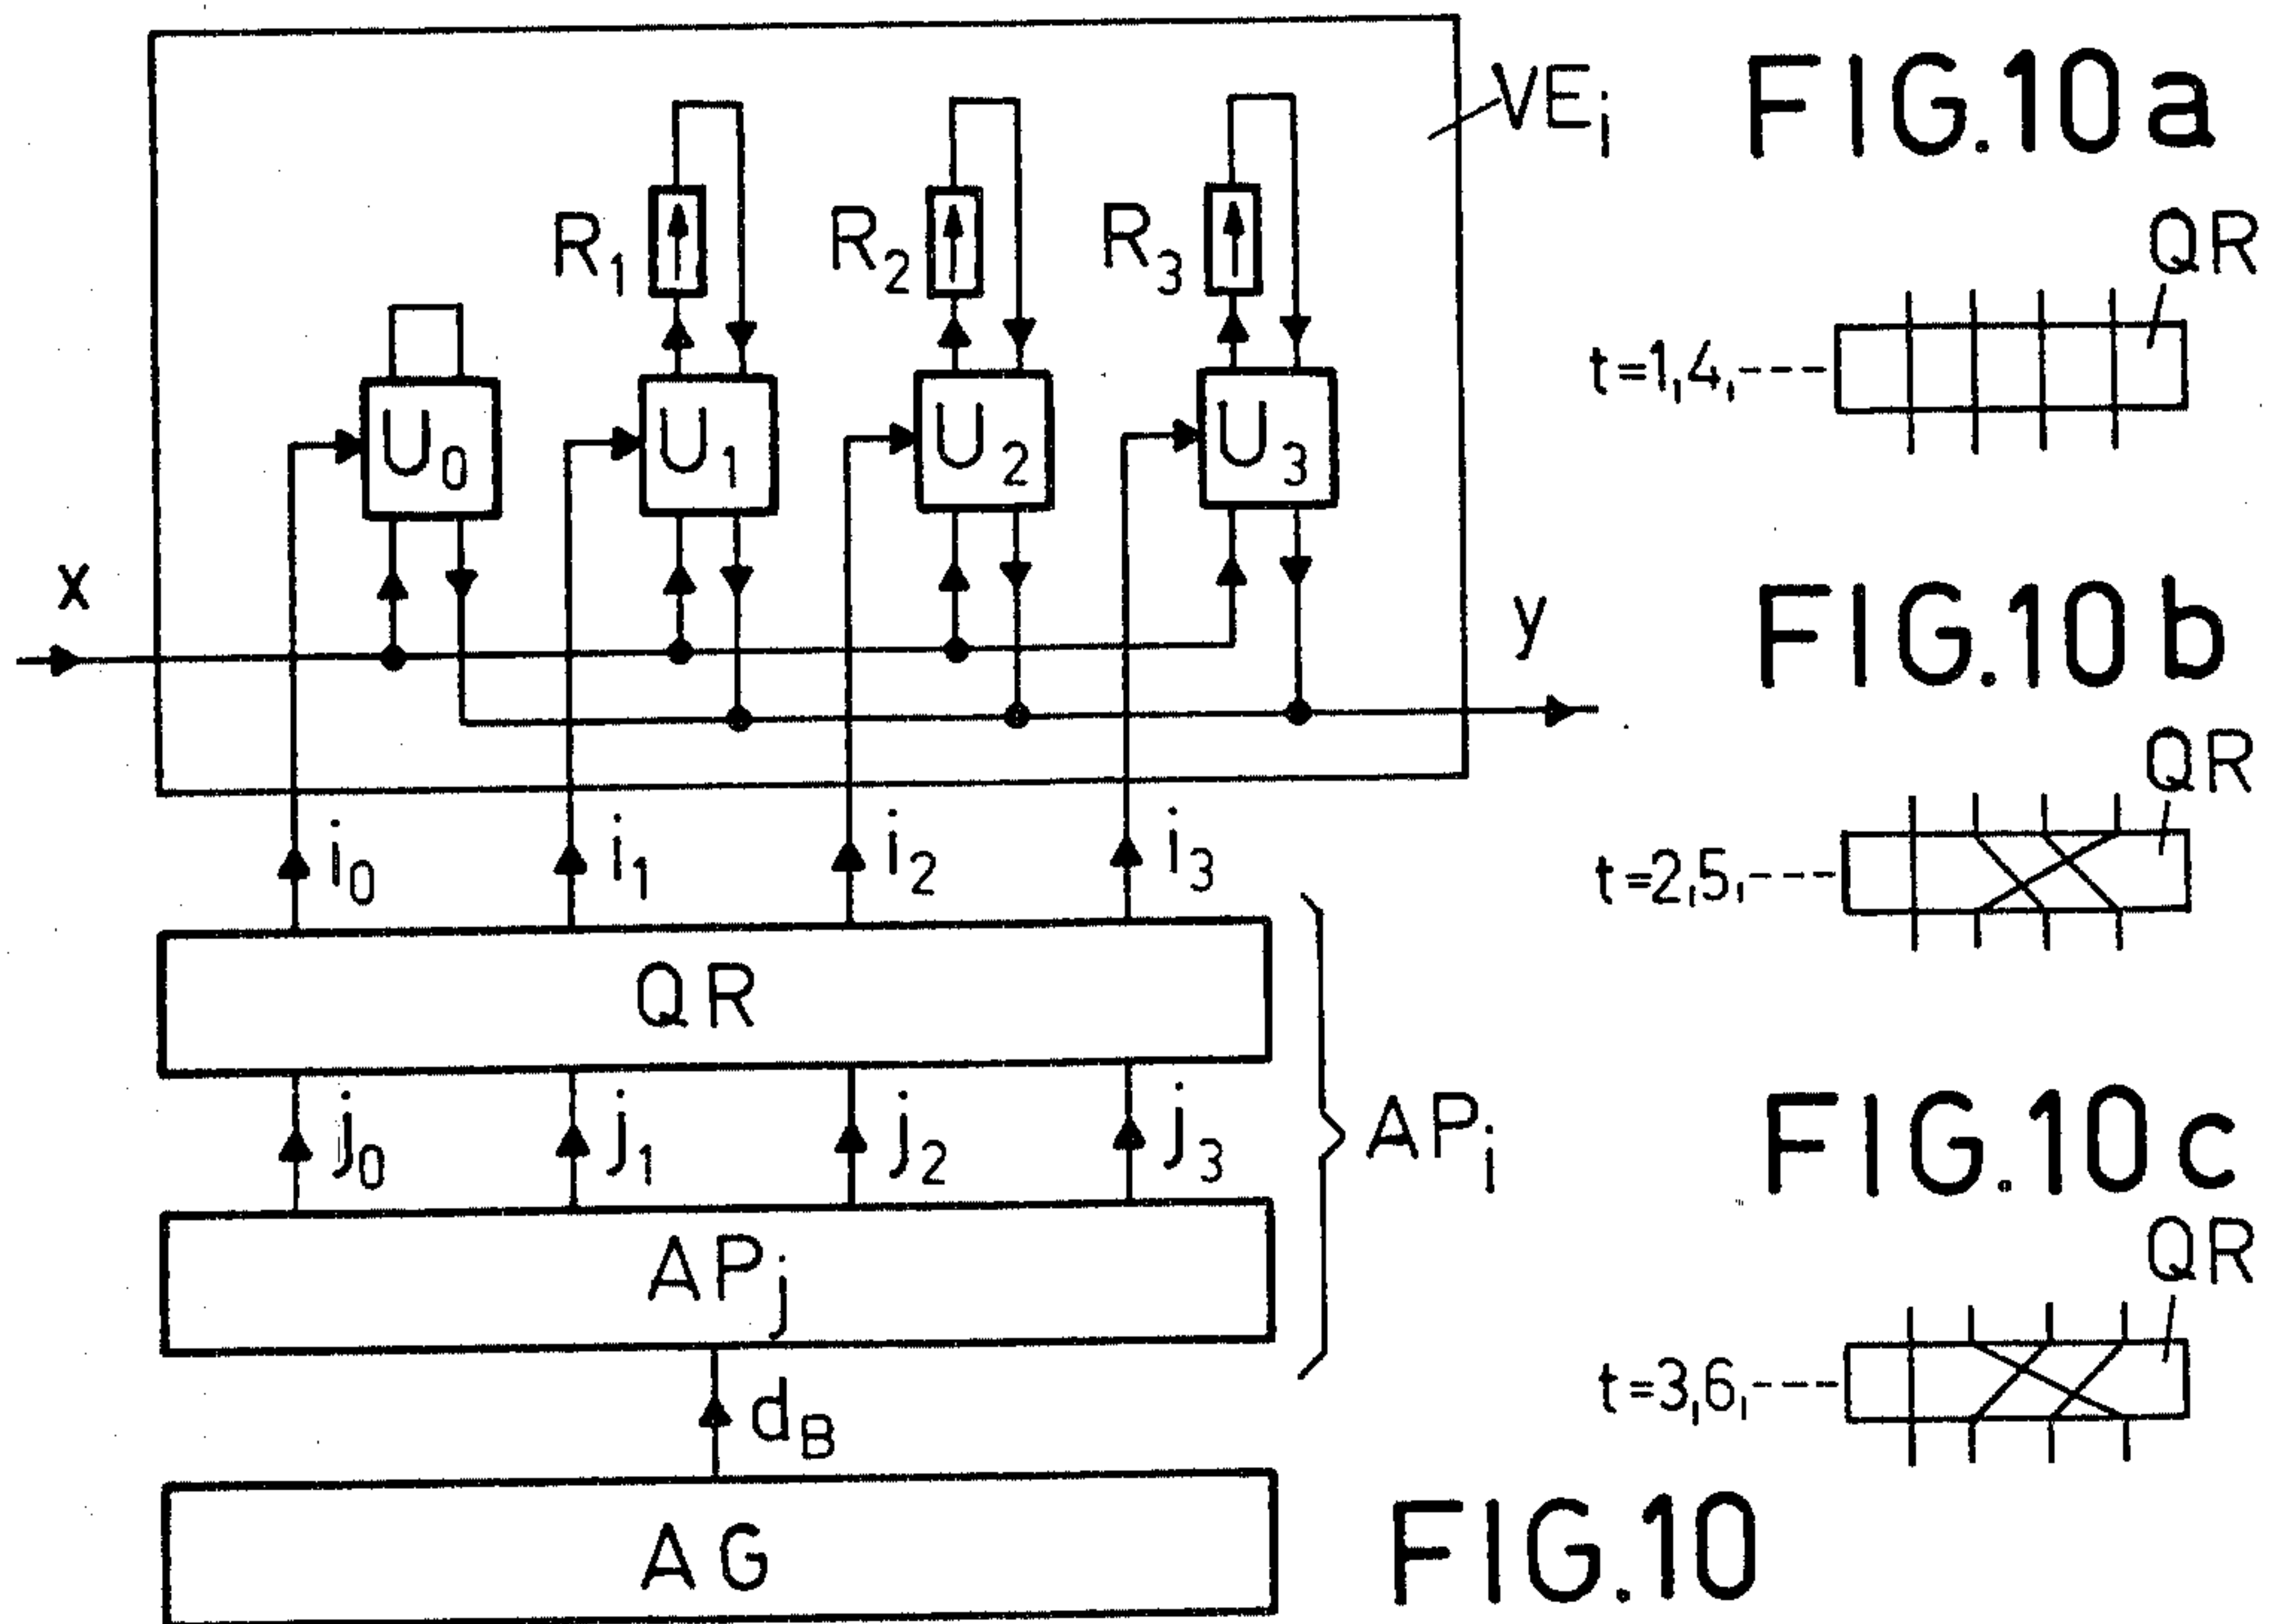 VEi
FIG.10a
R1
R2
R3
QR
U0
U1
U2
U3
t=1,4,----
x
y
FIG.10b
QR
i0
i1
i2
i3
t=2,5,----
QR
j0
j1
j2
j3
APi
FIG.10c
QR
APj
t=3,6,----
dB
AG
FIG.10